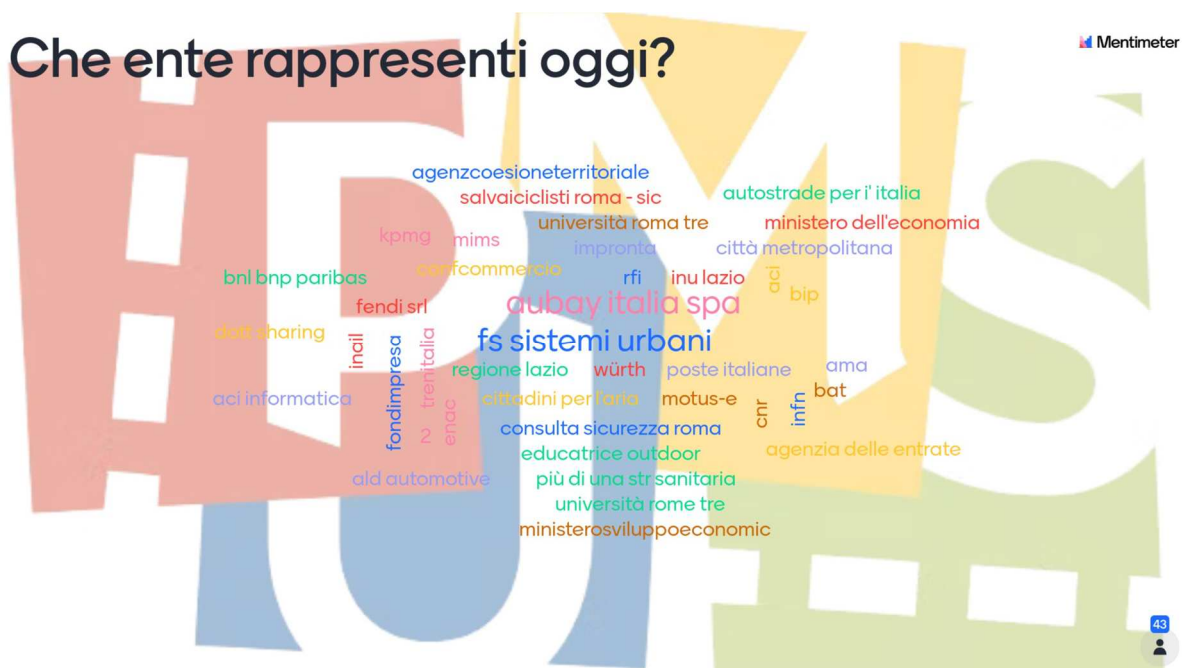 Che ente rappresenti oggi?
Mentimeter
agenzcoesioneterritoriale
salvaiciclisti roma - sic
autostrade per i' italia
università roma tre
ministero dell'economia
kpmg
mims
impronta
città metropolitana
confcommercio
bnl bnp paribas
rfi
inu lazio
aci
bip
fendi srl
aubay italia spa
dott sharing
fs sistemi urbani
inail
fondimpresa
trenitalia
regione lazio
würth
poste italiane
ama
bat
aci informatica
2
enac
cittadini per l'aria
motus-e
cnr
infn
consulta sicurezza roma
educatrice outdoor
agenzia delle entrate
ald automotive
più di una str sanitaria
università rome tre
ministerosviluppoeconomic
43
PUMS